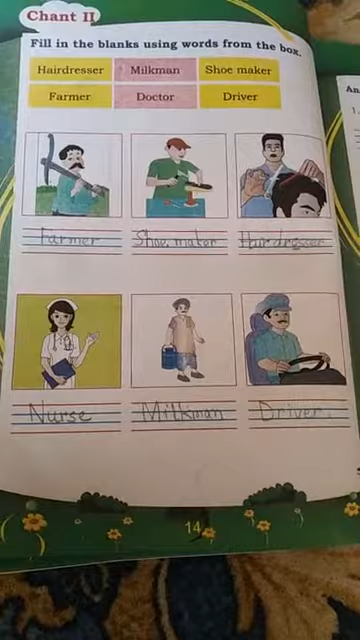 Chant II
Fill in the blanks using words from the box.
Hairdresser Milkman Shoe maker
Farmer Doctor Driver
Farmer Shoe maker Hairdresser
Nurse Milkman Driver
14